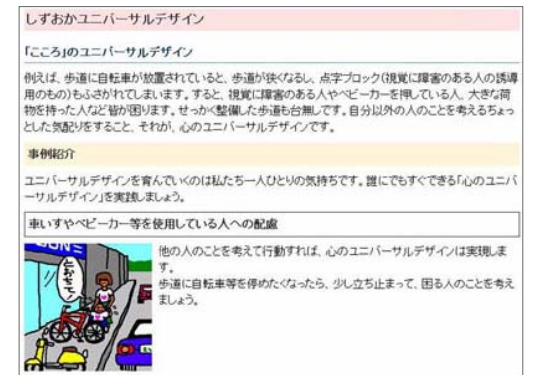 しずおかユニバーサルデザイン
「こころ」のユニバーサルデザイン
例えば、歩道に自転車が放置されていると、歩道が狭くなるし、点字ブロック(視覚に障害のある人の誘導
用のもの)もふさがれてしまいます。すると、視覚に障害のある人やベビーカーを押している人、大きな荷
物を持った人など皆が困ります。せっかく整備した歩道も台無しです。自分以外の人のことを考えるちょっ
とした気配りをすること、それが、心のユニバーサルデザインです。
事例紹介
ユニバーサルデザインを育んでいくのは私たち一人ひとりの気持ちです。誰にでもすぐできる「心のユニバ
ーサルデザイン」を実践しましょう。
車いすやベビーカー等を使用している人への配慮
他の人のことを考えて行動すれば、心のユニバーサルデザインは実現しま
す。
歩道に自転車等を停めたくなったら、少し立ち止まって、困る人のことを考え
ましょう。
とおちて!